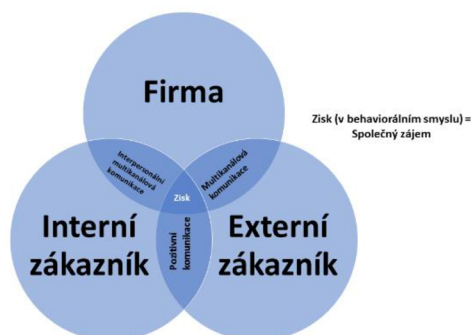 Firma
Zisk (v behaviorálním smyslu) =
Společný zájem
Interpersonální
multikanálová
komunikace
Multikanálová
komunikace
Zisk
Interní
zákazník
Pozitivní
komunikace
Externí
zákazník